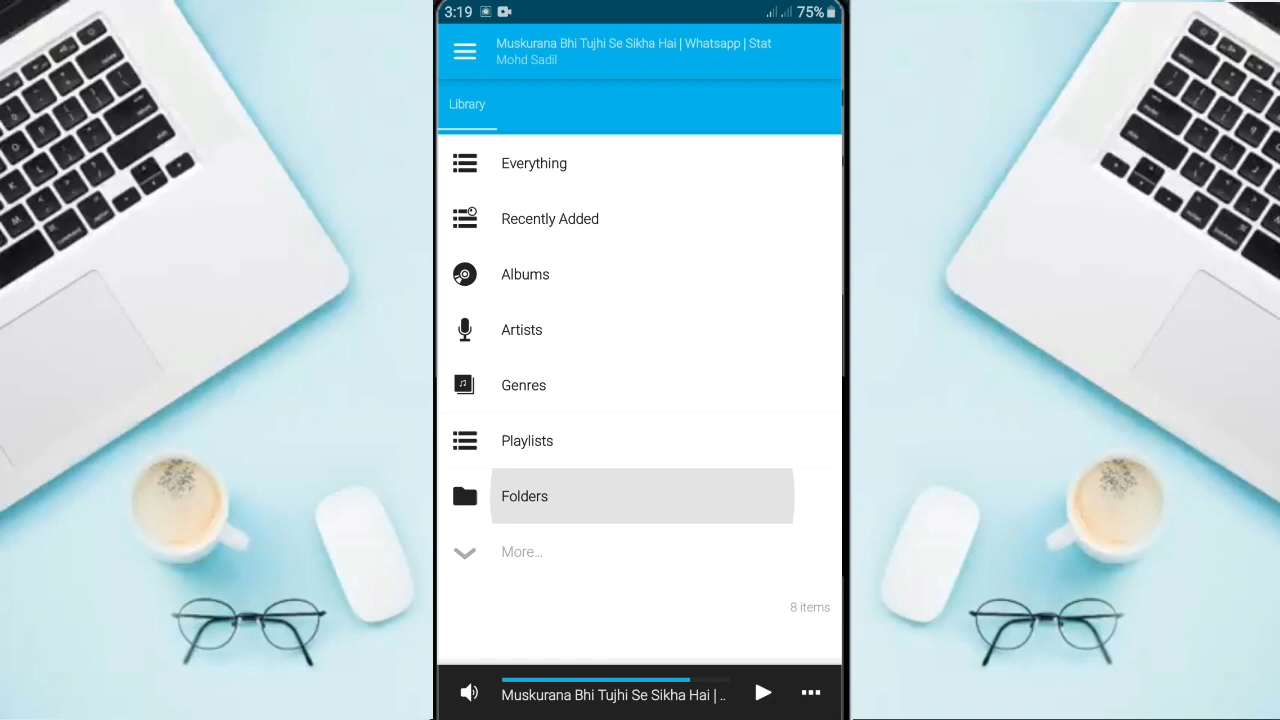 3:19
75%
Muskurana Bhi Tujhi Se Sikha Hai | Whatsapp | Stat
Mohd Sadil
Library
Everything
Recently Added
Albums
Artists
Genres
Playlists
Folders
More...
8 items
Muskurana Bhi Tujhi Se Sikha Hai | ..